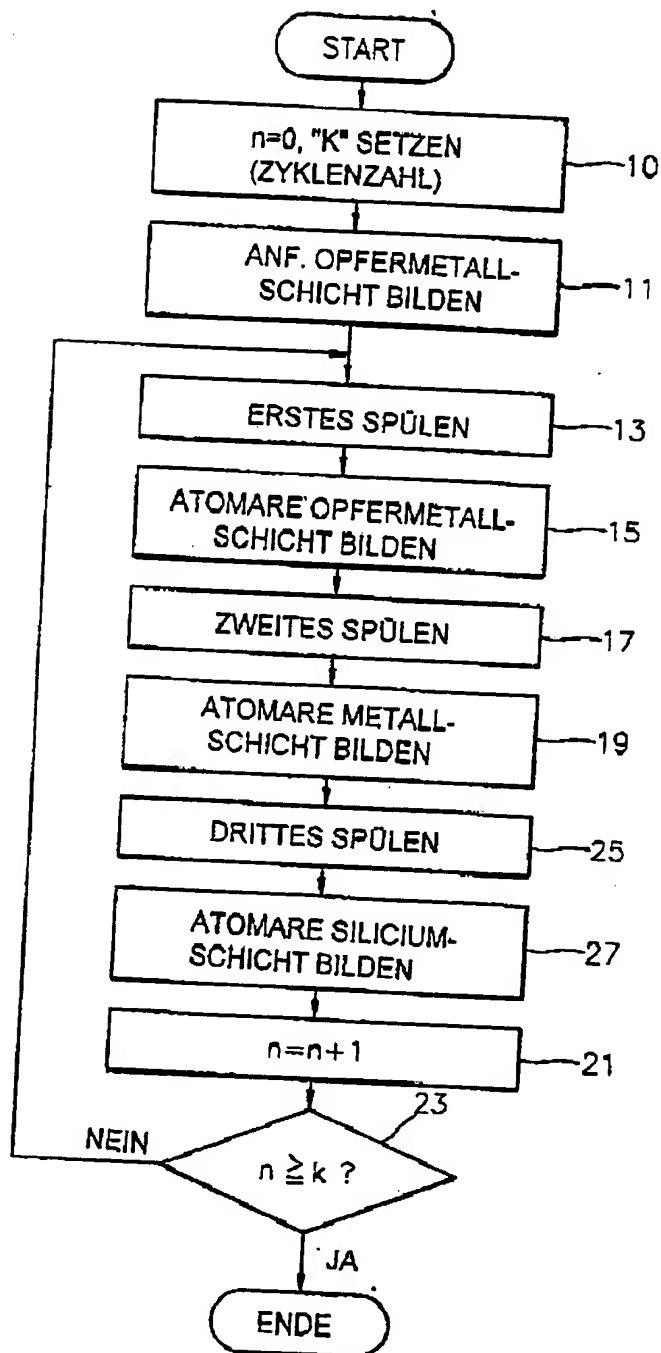 START
n=0, "K" SETZEN
(ZYKLENZAHL)
10
ANF. OPFERMETALL-
SCHICHT BILDEN
11
ERSTES SPÜLEN
13
ATOMARE OPFERMETALL-
SCHICHT BILDEN
15
ZWEITES SPÜLEN
17
ATOMARE METALL-
SCHICHT BILDEN
19
DRITTES SPÜLEN
25
ATOMARE SILICIUM-
SCHICHT BILDEN
27
n=n+1
21
23
NEIN
n ≧ k ?
JA
ENDE